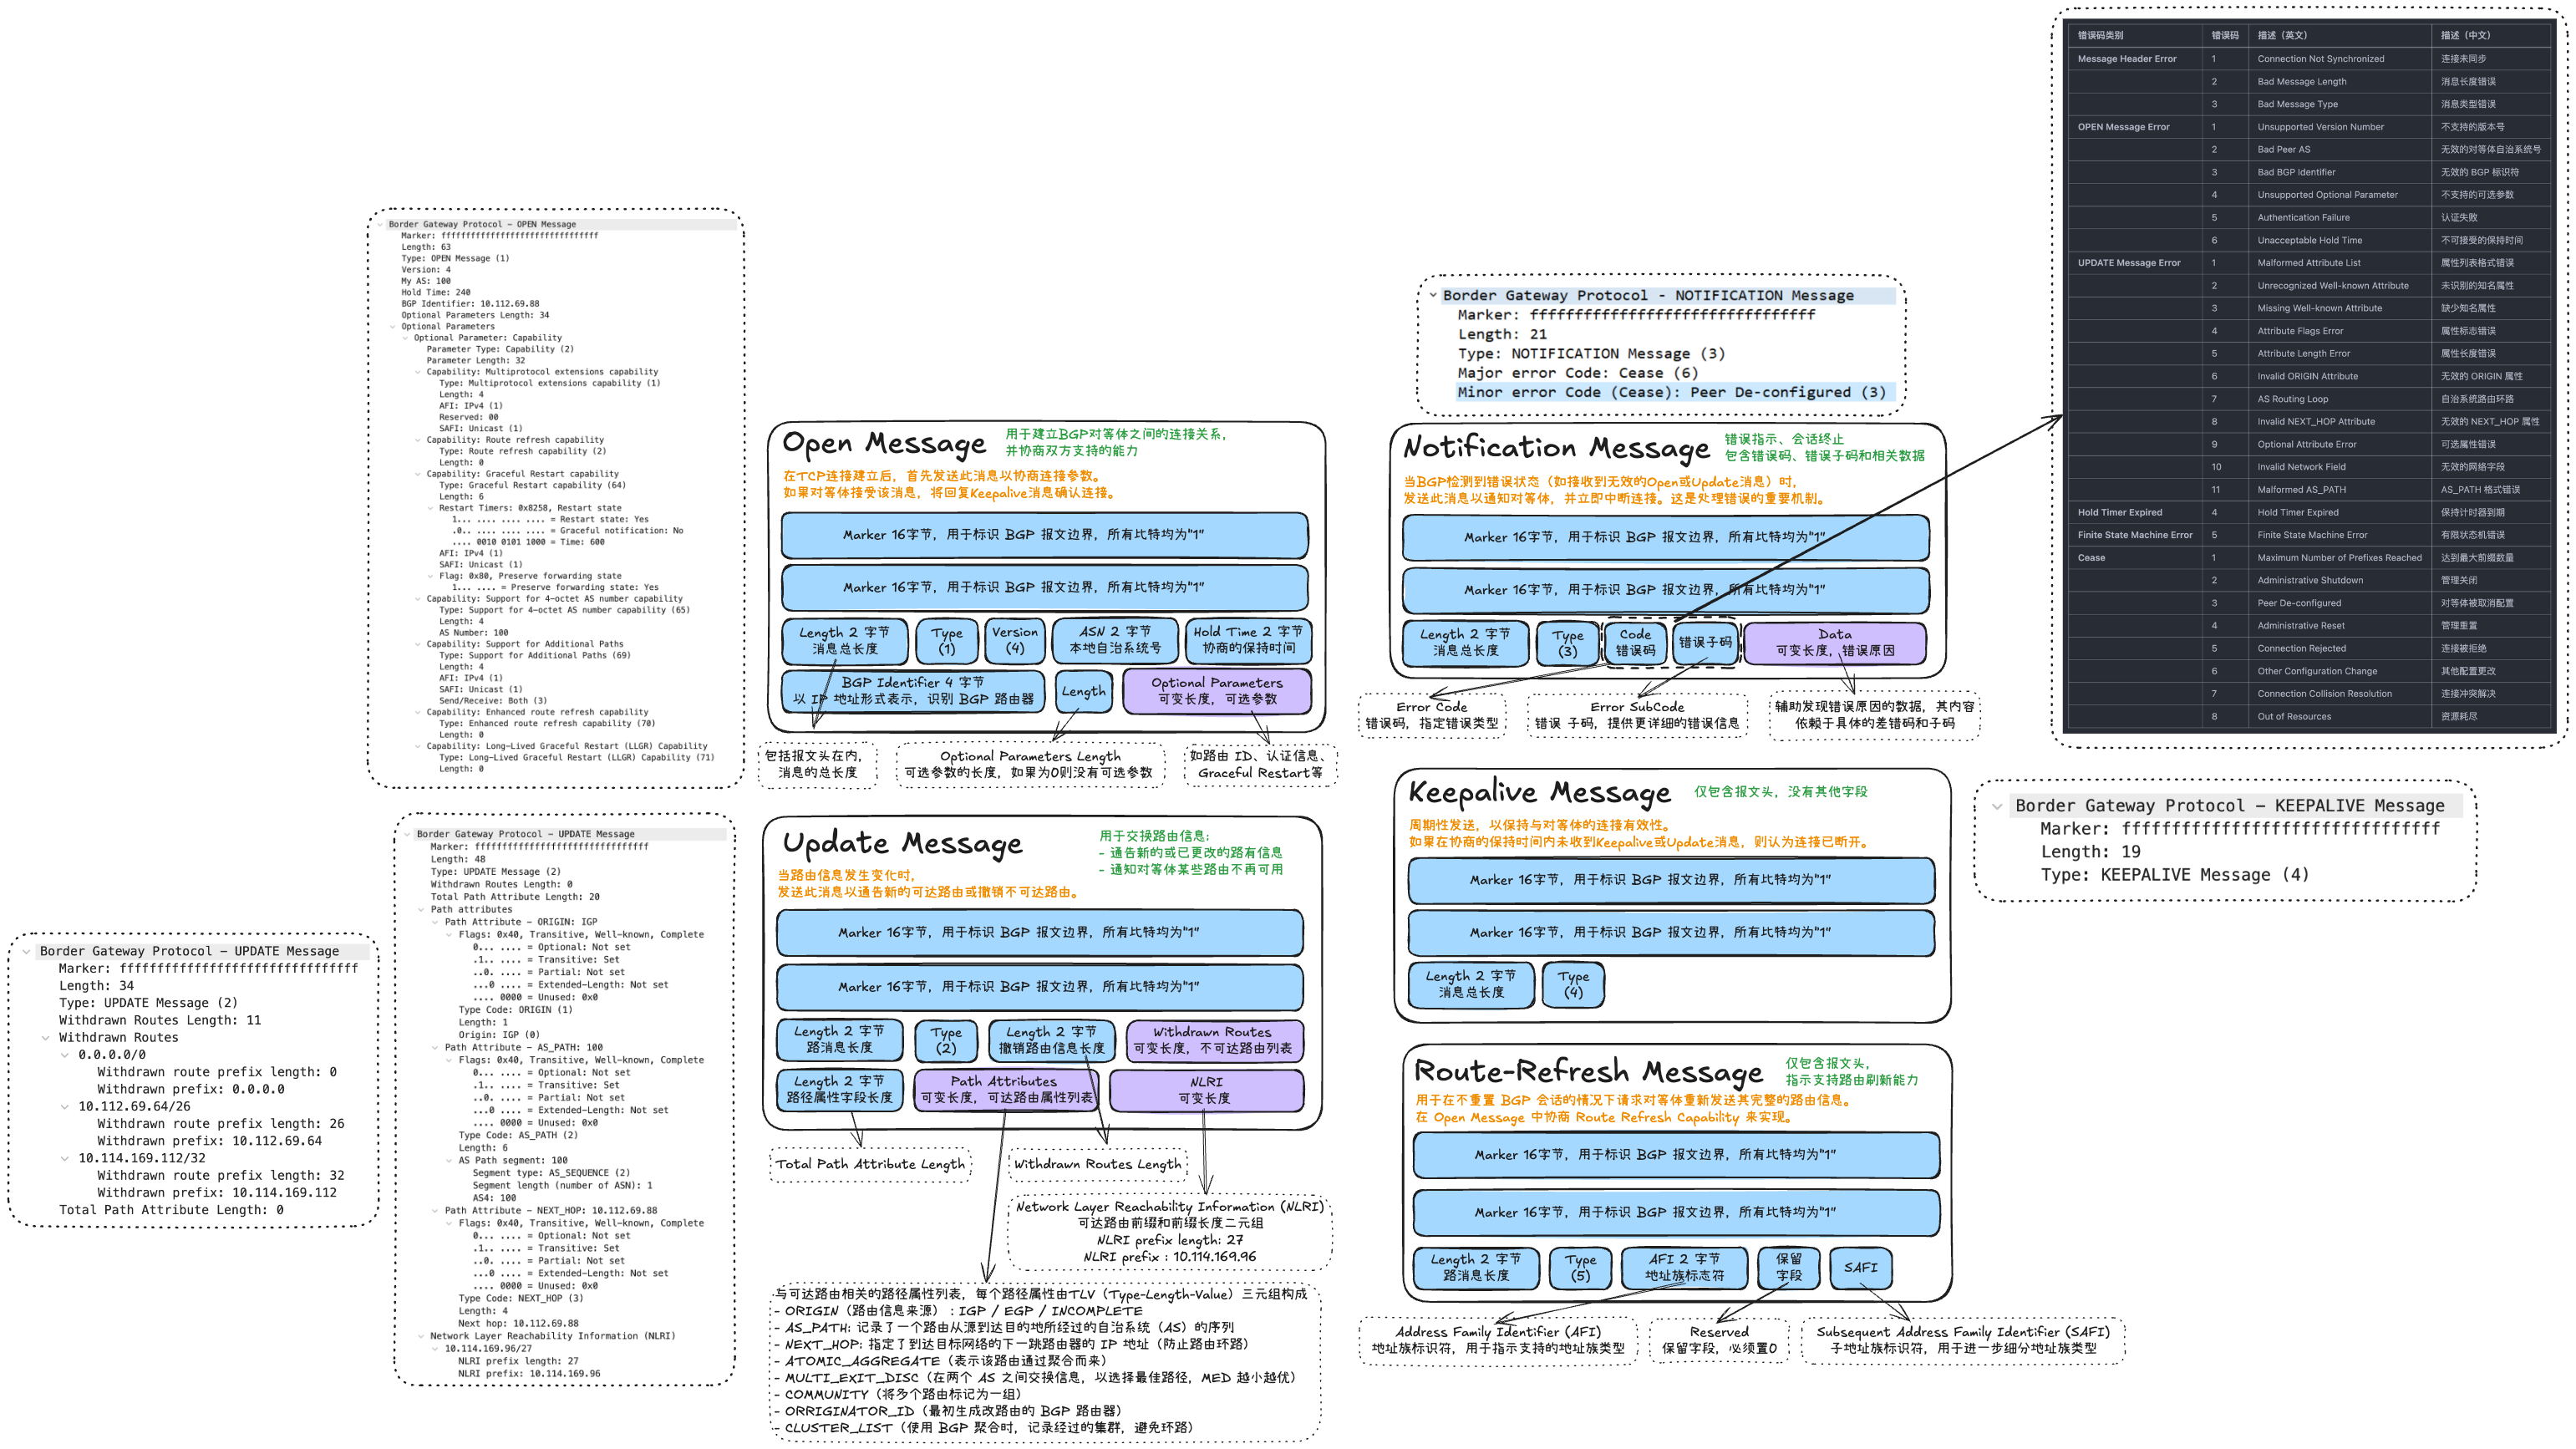 Border Gateway Protocol – OPEN Message
Marker: ffffffffffffffffffffffffffffffff
Length: 63
Type: OPEN Message (1)
Version: 4
My AS: 100
Hold Time: 240
BGP Identifier: 10.112.69.88
Optional Parameters Length: 34
Optional Parameters
Optional Parameter: Capability
Parameter Type: Capability (2)
Parameter Length: 32
Capability: Multiprotocol extensions capability
Type: Multiprotocol extensions capability (1)
Length: 4
AFI: IPv4 (1)
Reserved: 00
SAFI: Unicast (1)
Capability: Route refresh capability
Type: Route refresh capability (2)
Length: 0
Capability: Graceful Restart capability
Type: Graceful Restart capability (64)
Length: 6
Restart Timers: 0x8258, Restart state
1... .... .... .... = Restart state: Yes
.0.. .... .... .... = Graceful notification: No
.... 0010 0101 1000 = Time: 600
AFI: IPv4 (1)
SAFI: Unicast (1)
Flag: 0x80, Preserve forwarding state
1... .... = Preserve forwarding state: Yes
Capability: Support for 4-octet AS number capability
Type: Support for 4-octet AS number capability (65)
Length: 4
AS Number: 100
Capability: Support for Additional Paths
Type: Support for Additional Paths (69)
Length: 4
AFI: IPv4 (1)
SAFI: Unicast (1)
Send/Receive: Both (3)
Capability: Enhanced route refresh capability
Type: Enhanced route refresh capability (70)
Length: 0
Capability: Long-Lived Graceful Restart (LLGR) Capability
Type: Long-Lived Graceful Restart (LLGR) Capability (71)
Length: 0
Border Gateway Protocol – UPDATE Message
Marker: ffffffffffffffffffffffffffffffff
Length: 34
Type: UPDATE Message (2)
Withdrawn Routes Length: 11
Withdrawn Routes
0.0.0.0/0
Withdrawn route prefix length: 0
Withdrawn prefix: 0.0.0.0
10.112.69.64/26
Withdrawn route prefix length: 26
Withdrawn prefix: 10.112.69.64
10.114.169.112/32
Withdrawn route prefix length: 32
Withdrawn prefix: 10.114.169.112
Total Path Attribute Length: 0
Border Gateway Protocol – UPDATE Message
Marker: ffffffffffffffffffffffffffffffff
Length: 48
Type: UPDATE Message (2)
Withdrawn Routes Length: 0
Total Path Attribute Length: 20
Path attributes
Path Attribute – ORIGIN: IGP
Flags: 0x40, Transitive, Well-known, Complete
0... .... = Optional: Not set
.1.. .... = Transitive: Set
..0. .... = Partial: Not set
...0 .... = Extended-Length: Not set
.... 0000 = Unused: 0x0
Type Code: ORIGIN (1)
Length: 1
Origin: IGP (0)
Path Attribute – AS_PATH: 100
Flags: 0x40, Transitive, Well-known, Complete
0... .... = Optional: Not set
.1.. .... = Transitive: Set
..0. .... = Partial: Not set
...0 .... = Extended-Length: Not set
.... 0000 = Unused: 0x0
Type Code: AS_PATH (2)
Length: 6
AS Path segment: 100
Segment type: AS_SEQUENCE (2)
Segment length (number of ASN): 1
AS4: 100
Path Attribute – NEXT_HOP: 10.112.69.88
Flags: 0x40, Transitive, Well-known, Complete
0... .... = Optional: Not set
.1.. .... = Transitive: Set
..0. .... = Partial: Not set
...0 .... = Extended-Length: Not set
.... 0000 = Unused: 0x0
Type Code: NEXT_HOP (3)
Length: 4
Next hop: 10.112.69.88
Network Layer Reachability Information (NLRI)
10.114.169.96/27
NLRI prefix length: 27
NLRI prefix: 10.114.169.96
Open Message
用于建立BGP对等体之间的连接关系，
并协商双方支持的能力
在TCP连接建立后，首先发送此消息以协商连接参数。
如果对等体接受该消息，将回复Keepalive消息确认连接。
Marker 16字节，用于标识 BGP 报文边界，所有比特均为"1"
Marker 16字节，用于标识 BGP 报文边界，所有比特均为"1"
Length 2 字节
消息总长度
Type
(1)
Version
(4)
ASN 2 字节
本地自治系统号
Hold Time 2 字节
协商的保持时间
BGP Identifier 4 字节
以 IP 地址形式表示，识别 BGP 路由器
Length
Optional Parameters
可变长度，可选参数
包括报文头在内，
消息的总长度
Optional Parameters Length
可选参数的长度，如果为0则没有可选参数
如路由 ID、认证信息、
Graceful Restart等
Update Message
用于交换路由信息:
- 通告新的或已更改的路有信息
- 通知对等体某些路由不再可用
当路由信息发生变化时，
发送此消息以通告新的可达路由或撤销不可达路由。
Marker 16字节，用于标识 BGP 报文边界，所有比特均为"1"
Marker 16字节，用于标识 BGP 报文边界，所有比特均为"1"
Length 2 字节
路消息长度
Type
(2)
Length 2 字节
撤销路由信息长度
Withdrawn Routes
可变长度，不可达路由列表
Length 2 字节
路径属性字段长度
Path Attributes
可变长度，可达路由属性列表
NLRI
可变长度
Total Path Attribute Length
Withdrawn Routes Length
Network Layer Reachability Information (NLRI)
可达路由前缀和前缀长度二元组
NLRI prefix length: 27
NLRI prefix : 10.114.169.96
与可达路由相关的路径属性列表，每个路径属性由TLV（Type-Length-Value）三元组构成
- ORIGIN（路由信息来源）: IGP / EGP / INCOMPLETE
- AS_PATH: 记录了一个路由从源到达目的地所经过的自治系统（AS）的序列
- NEXT_HOP: 指定了到达目标网络的下一跳路由器的 IP 地址（防止路由环路）
- ATOMIC_AGGREGATE（表示该路由通过聚合而来）
- MULTI_EXIT_DISC（在两个 AS 之间交换信息，以选择最佳路径，MED 越小越优）
- COMMUNITY（将多个路由标记为一组）
- ORRIGINATOR_ID（最初生成改路由的 BGP 路由器）
- CLUSTER_LIST（使用 BGP 聚合时，记录经过的集群，避免环路）
Border Gateway Protocol - NOTIFICATION Message
Marker: ffffffffffffffffffffffffffffffff
Length: 21
Type: NOTIFICATION Message (3)
Major error Code: Cease (6)
Minor error Code (Cease): Peer De-configured (3)
Notification Message
错误指示、会话终止
包含错误码、错误子码和相关数据
当BGP检测到错误状态（如接收到无效的Open或Update消息）时，
发送此消息以通知对等体，并立即中断连接。这是处理错误的重要机制。
Marker 16字节，用于标识 BGP 报文边界，所有比特均为"1"
Marker 16字节，用于标识 BGP 报文边界，所有比特均为"1"
Length 2 字节
消息总长度
Type
(3)
Code
错误码
错误子码
Data
可变长度，错误原因
Error Code
错误码，指定错误类型
Error SubCode
错误 子码，提供更详细的错误信息
辅助发现错误原因的数据，其内容
依赖于具体的差错码和子码
Keepalive Message
仅包含报文头，没有其他字段
周期性发送，以保持与对等体的连接有效性。
如果在协商的保持时间内未收到Keepalive或Update消息，则认为连接已断开。
Marker 16字节，用于标识 BGP 报文边界，所有比特均为"1"
Marker 16字节，用于标识 BGP 报文边界，所有比特均为"1"
Length 2 字节
消息总长度
Type
(4)
Border Gateway Protocol – KEEPALIVE Message
Marker: ffffffffffffffffffffffffffffffff
Length: 19
Type: KEEPALIVE Message (4)
Route-Refresh Message
仅包含报文头，
指示支持路由刷新能力
用于在不重置 BGP 会话的情况下请求对等体重新发送其完整的路由信息。
在 Open Message 中协商 Route Refresh Capability 来实现。
Marker 16字节，用于标识 BGP 报文边界，所有比特均为"1"
Marker 16字节，用于标识 BGP 报文边界，所有比特均为"1"
Length 2 字节
路消息长度
Type
(5)
AFI 2 字节
地址族标志符
保留
字段
SAFI
Address Family Identifier (AFI)
地址族标识符，用于指示支持的地址族类型
Reserved
保留字段，必须置0
Subsequent Address Family Identifier (SAFI)
子地址族标识符，用于进一步细分地址族类型
错误码类别 错误码 描述（英文） 描述（中文）
Message Header Error 1 Connection Not Synchronized 连接未同步
2 Bad Message Length 消息长度错误
3 Bad Message Type 消息类型错误
OPEN Message Error 1 Unsupported Version Number 不支持的版本号
2 Bad Peer AS 无效的对等体自治系统号
3 Bad BGP Identifier 无效的 BGP 标识符
4 Unsupported Optional Parameter 不支持的可选参数
5 Authentication Failure 认证失败
6 Unacceptable Hold Time 不可接受的保持时间
UPDATE Message Error 1 Malformed Attribute List 属性列表格式错误
2 Unrecognized Well-known Attribute 未识别的知名属性
3 Missing Well-known Attribute 缺少知名属性
4 Attribute Flags Error 属性标志错误
5 Attribute Length Error 属性长度错误
6 Invalid ORIGIN Attribute 无效的 ORIGIN 属性
7 AS Routing Loop 自治系统路由环路
8 Invalid NEXT_HOP Attribute 无效的 NEXT_HOP 属性
9 Optional Attribute Error 可选属性错误
10 Invalid Network Field 无效的网络字段
11 Malformed AS_PATH AS_PATH 格式错误
Hold Timer Expired 4 Hold Timer Expired 保持计时器到期
Finite State Machine Error 5 Finite State Machine Error 有限状态机错误
Cease 1 Maximum Number of Prefixes Reached 达到最大前缀数量
2 Administrative Shutdown 管理关闭
3 Peer De-configured 对等体被取消配置
4 Administrative Reset 管理重置
5 Connection Rejected 连接被拒绝
6 Other Configuration Change 其他配置更改
7 Connection Collision Resolution 连接冲突解决
8 Out of Resources 资源耗尽